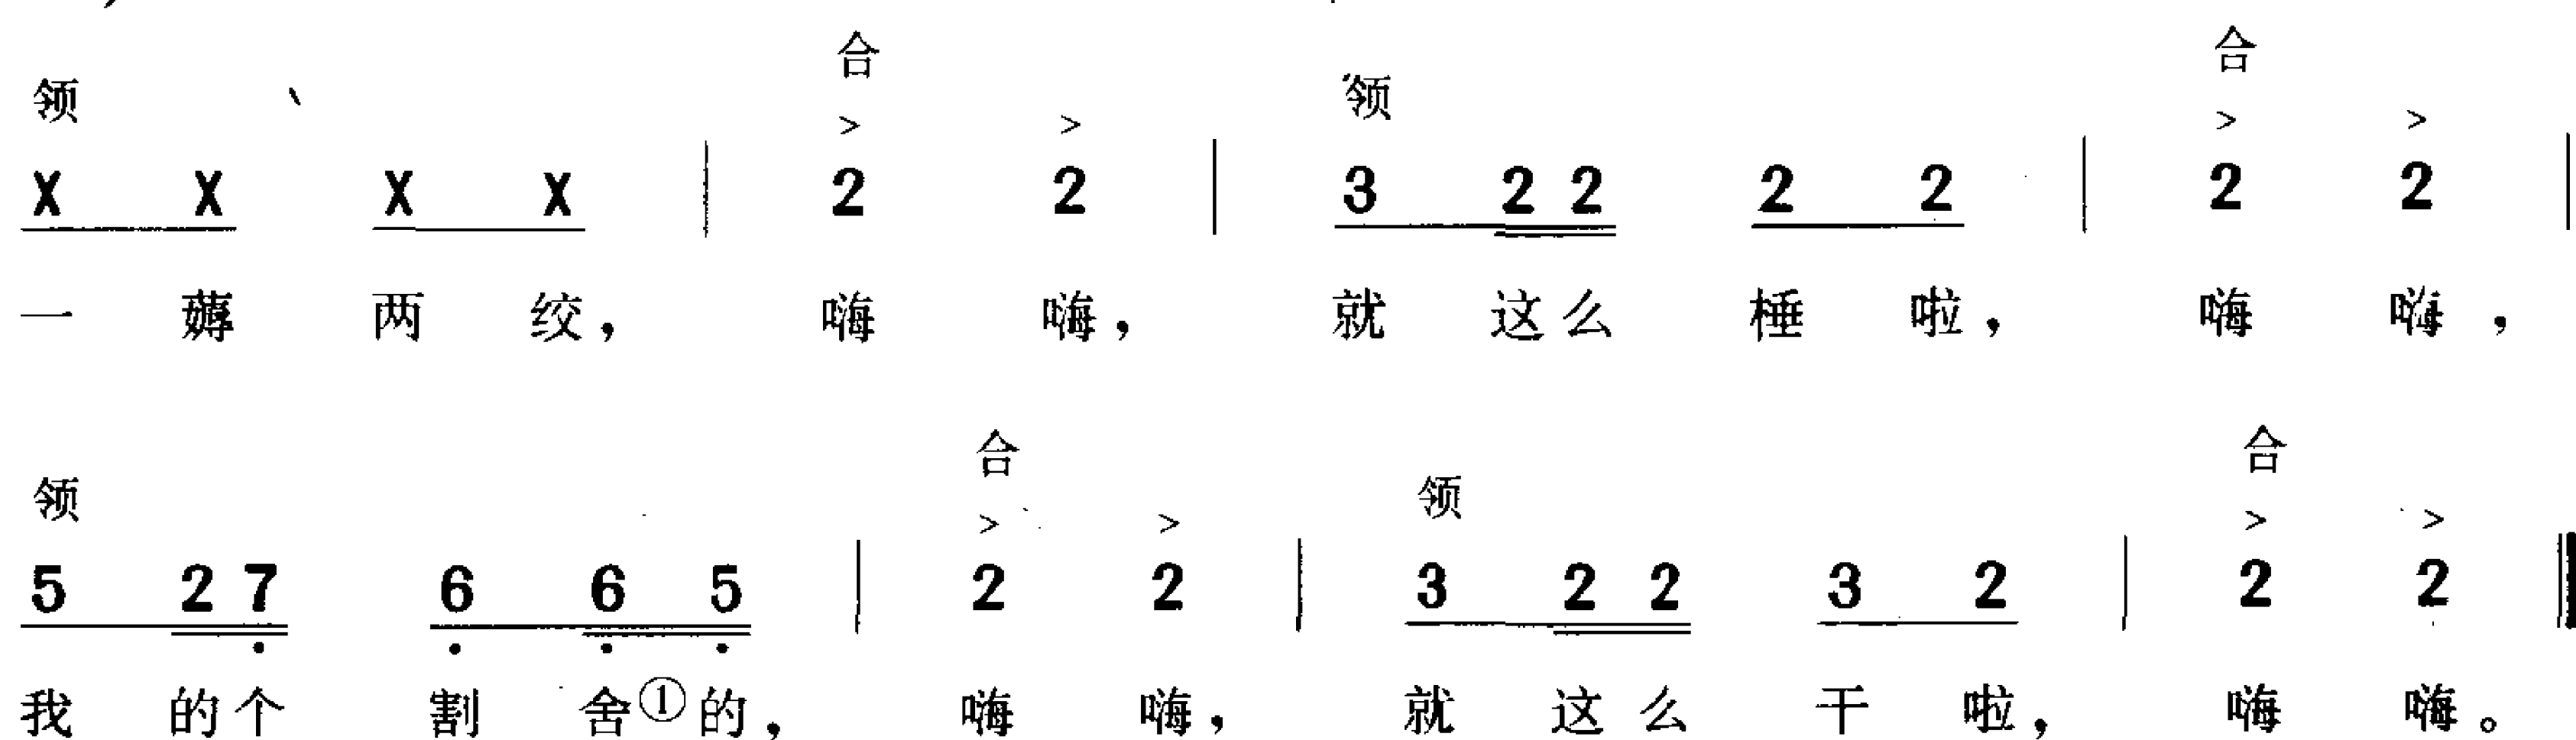 合 合
领 领
> > > >
X X X X | 2 2 | 3 2 2 2 2 | 2 2 |
一 薅 两 绞， 嗨 嗨， 就 这 么 棰 啦， 嗨 嗨，
合 合
领 领
> > > >
5 2 7 6 6 5 | 2 2 | 3 2 2 3 2 | 2 2 ‖
我 的 个 割 舍① 的， 嗨 嗨， 就 这 么 干 啦， 嗨 嗨。